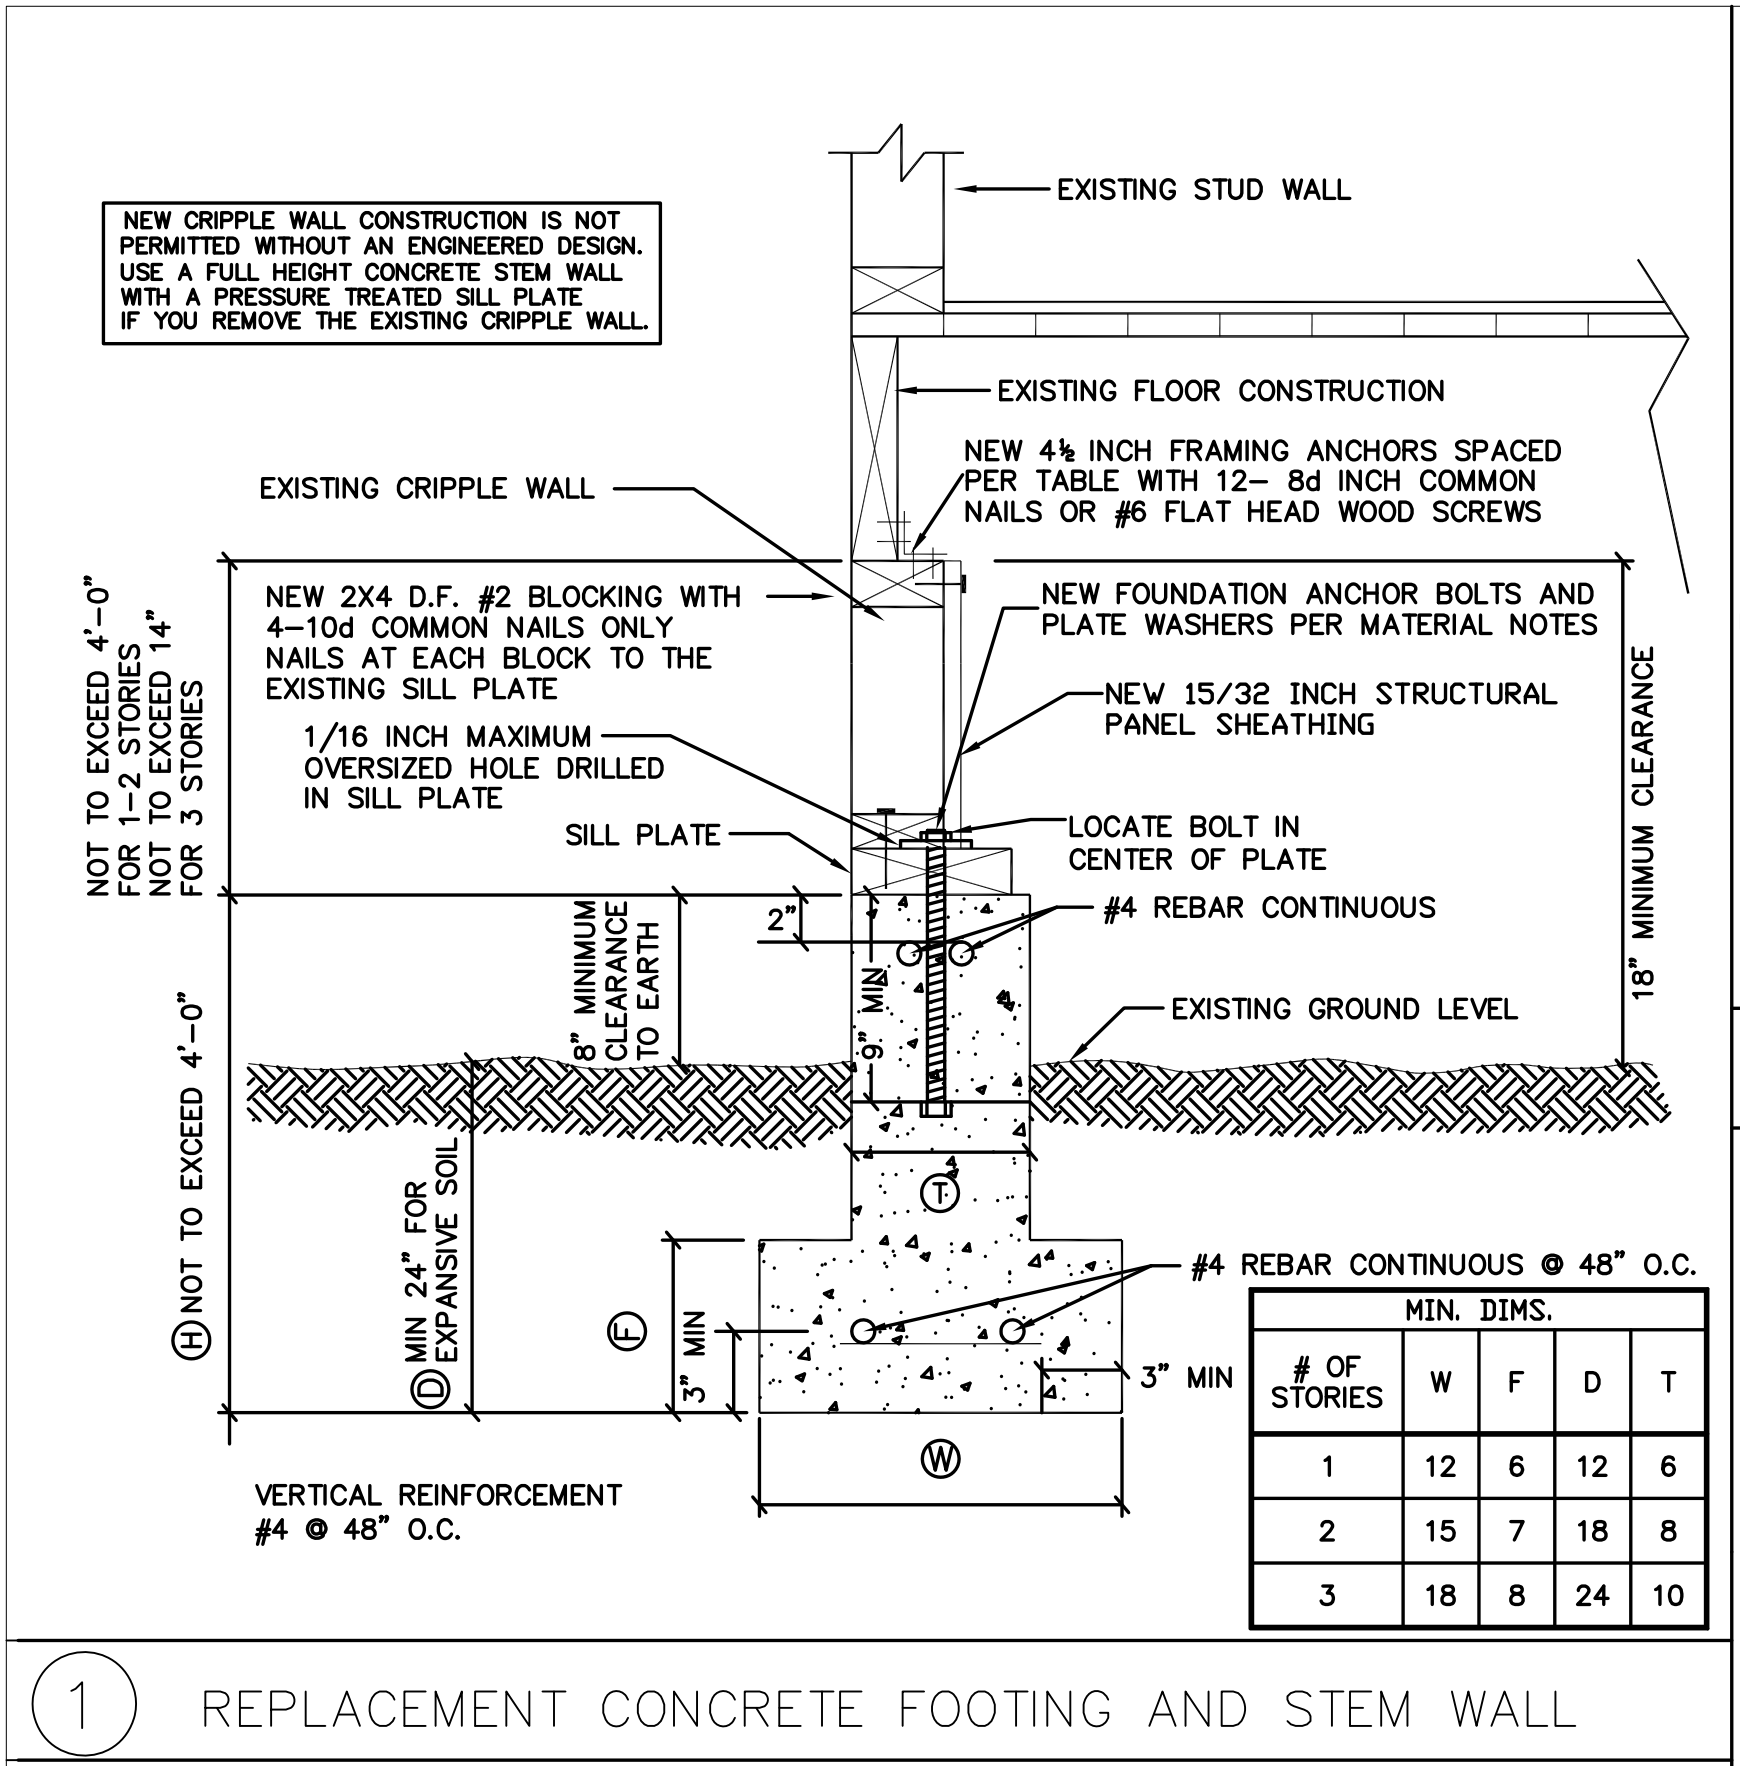 EXISTING STUD WALL
NEW CRIPPLE WALL CONSTRUCTION IS NOT
PERMITTED WITHOUT AN ENGINEERED DESIGN.
USE A FULL HEIGHT CONCRETE STEM WALL
WITH A PRESSURE TREATED SILL PLATE
IF YOU REMOVE THE EXISTING CRIPPLE WALL.
EXISTING FLOOR CONSTRUCTION
NEW 4½ INCH FRAMING ANCHORS SPACED
PER TABLE WITH 12- 8d INCH COMMON
NAILS OR #6 FLAT HEAD WOOD SCREWS
EXISTING CRIPPLE WALL
NOT TO EXCEED 4'-0"
FOR 1-2 STORIES
NOT TO EXCEED 14"
FOR 3 STORIES
NEW 2X4 D.F. #2 BLOCKING WITH
4-10d COMMON NAILS ONLY
NAILS AT EACH BLOCK TO THE
EXISTING SILL PLATE
NEW FOUNDATION ANCHOR BOLTS AND
PLATE WASHERS PER MATERIAL NOTES
NEW 15/32 INCH STRUCTURAL
PANEL SHEATHING
18" MINIMUM CLEARANCE
1/16 INCH MAXIMUM
OVERSIZED HOLE DRILLED
IN SILL PLATE
SILL PLATE
LOCATE BOLT IN
CENTER OF PLATE
8" MINIMUM
CLEARANCE
TO EARTH
2"
#4 REBAR CONTINUOUS
9" MIN
EXISTING GROUND LEVEL
H NOT TO EXCEED 4'-0"
D MIN 24" FOR
EXPANSIVE SOIL
T
F
3" MIN
#4 REBAR CONTINUOUS @ 48" O.C.
3" MIN
W
VERTICAL REINFORCEMENT
#4 @ 48" O.C.
MIN. DIMS.
# OF STORIES W F D T
1 12 6 12 6
2 15 7 18 8
3 18 8 24 10
1 REPLACEMENT CONCRETE FOOTING AND STEM WALL